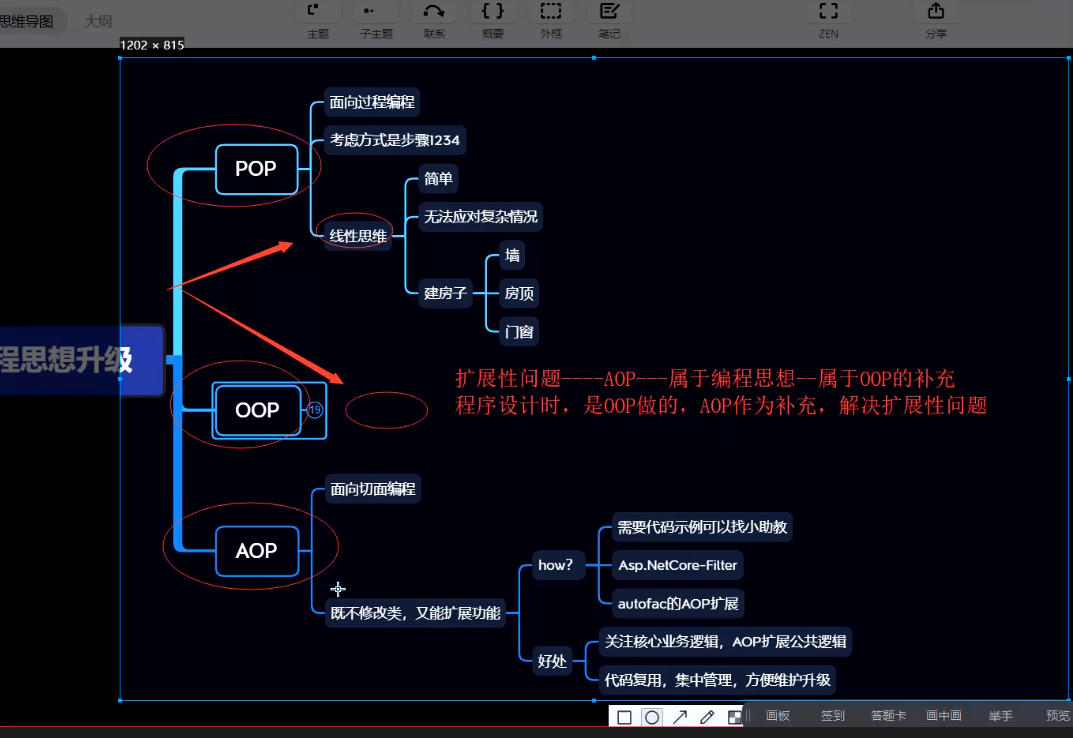 思维导图
大纲
主题
子主题
联系
概要
外框
笔记
ZEN
分享
1202 × 815
面向过程编程
考虑方式是步骤1234
POP
简单
无法应对复杂情况
线性思维
墙
建房子
房顶
门窗
程思想升级
扩展性问题----AOP---属于编程思想--属于OOP的补充
程序设计时，是OOP做的，AOP作为补充，解决扩展性问题
OOP
19
面向切面编程
AOP
需要代码示例可以找小助教
how?
Asp.NetCore-Filter
autofac的AOP扩展
既不修改类，又能扩展功能
关注核心业务逻辑，AOP扩展公共逻辑
好处
代码复用，集中管理，方便维护升级
画板
签到
答题卡
画中画
举手
预览